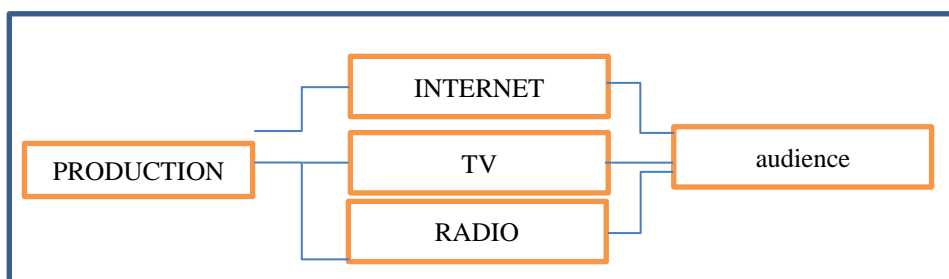 INTERNET
PRODUCTION
TV
audience
RADIO